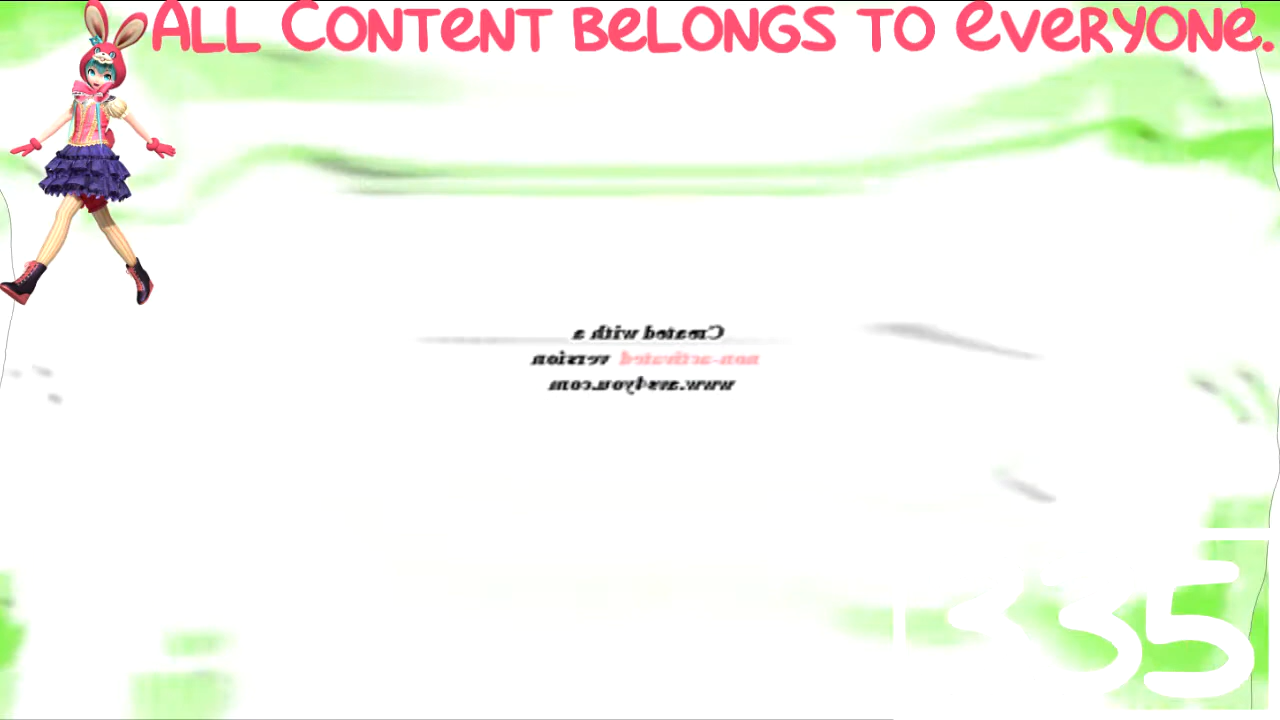 ALL CONTENT BELONGS TO EVERYONE.
Created with a
non-activated version
www.avs4you.com
335